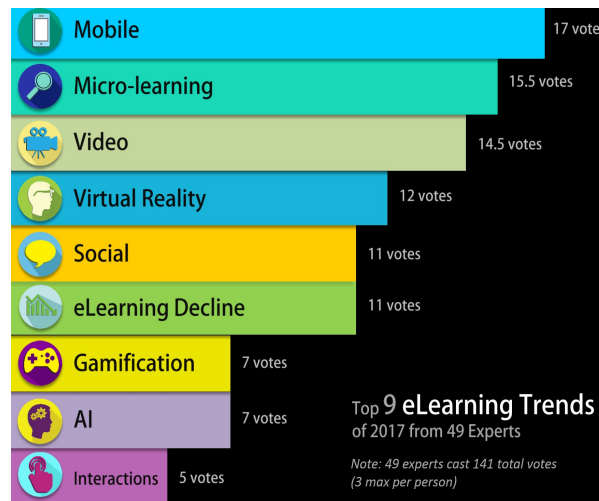 Mobile
17 vote
Micro-learning
15.5 votes
Video
14.5 votes
Virtual Reality
12 votes
Social
11 votes
eLearning Decline
11 votes
Gamification
7 votes
AI
7 votes
Interactions
5 votes
Top 9 eLearning Trends
of 2017 from 49 Experts
Note: 49 experts cast 141 total votes
(3 max per person)